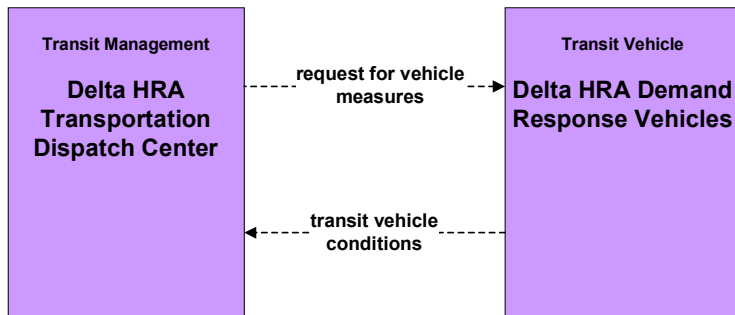 Transit Management
Delta HRA
Transportation
Dispatch Center
request for vehicle
measures
Transit Vehicle
Delta HRA Demand
Response Vehicles
transit vehicle
conditions